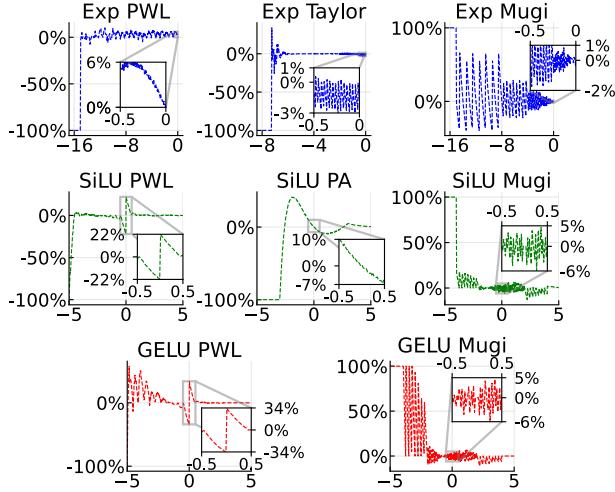 Exp PWL Exp Taylor Exp Mugi
0% 0% 100%
-50% -50% 50%
-100% -100% 0%
6% 0% -0.5 0
1% 0% -3% -0.5 0
-0.5 0 1% 0% -2%
-16 -8 0 -8 -4 0 -16 -8 0
SiLU PWL SiLU PA SiLU Mugi
0% 0% 100%
-50% -50% 50%
-100% -100% 0%
22% 0% -22% -0.5 0.5
10% 0% -7% -0.5 0.5
-0.5 0.5 5% 0% -6%
-5 0 5 -5 0 5 -5 0 5
GELU PWL GELU Mugi
0% 100%
-100% 50%
0%
34% 0% -34% -0.5 0.5
-0.5 0.5 5% 0% -6%
-5 0 5 -5 0 5